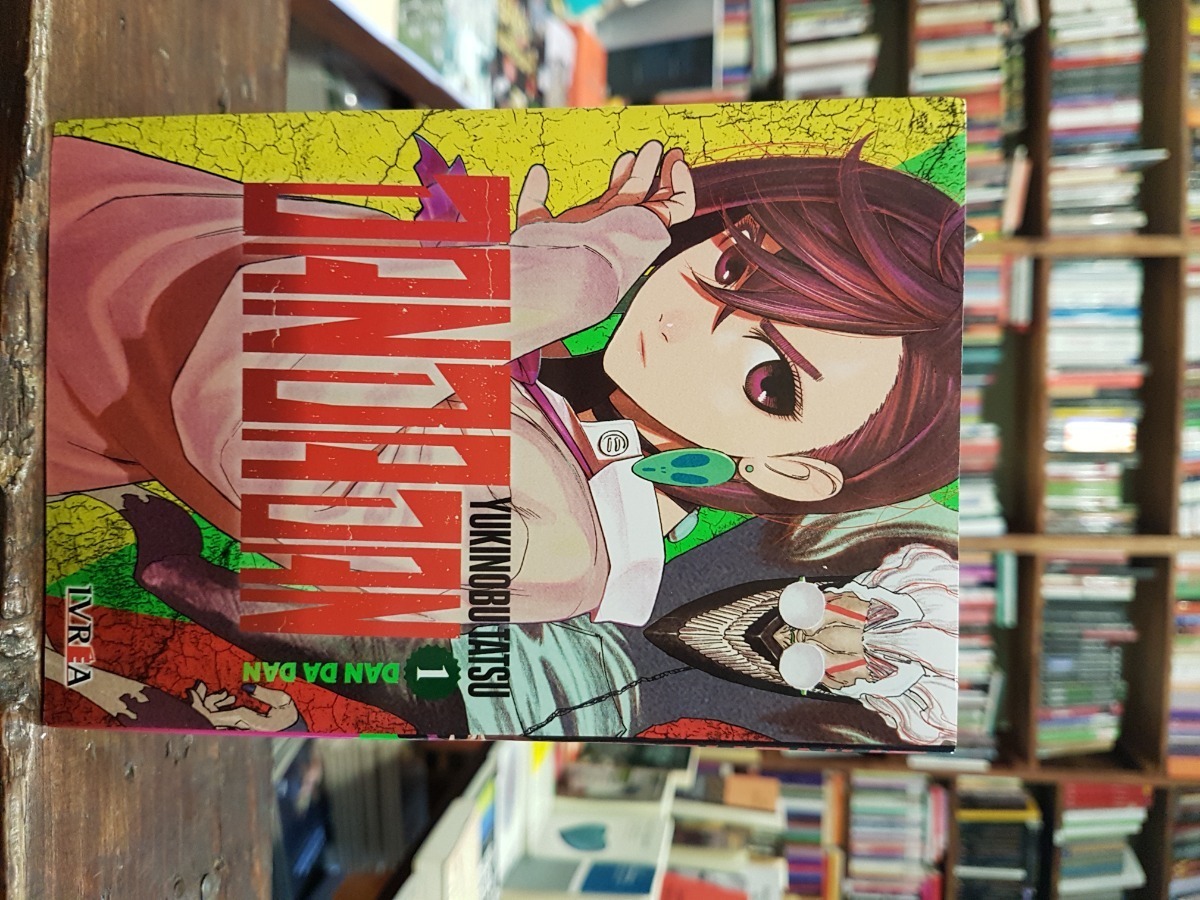 YUKINOBU TATSU
DANDADAN
1
DAN DA DAN
IVREA